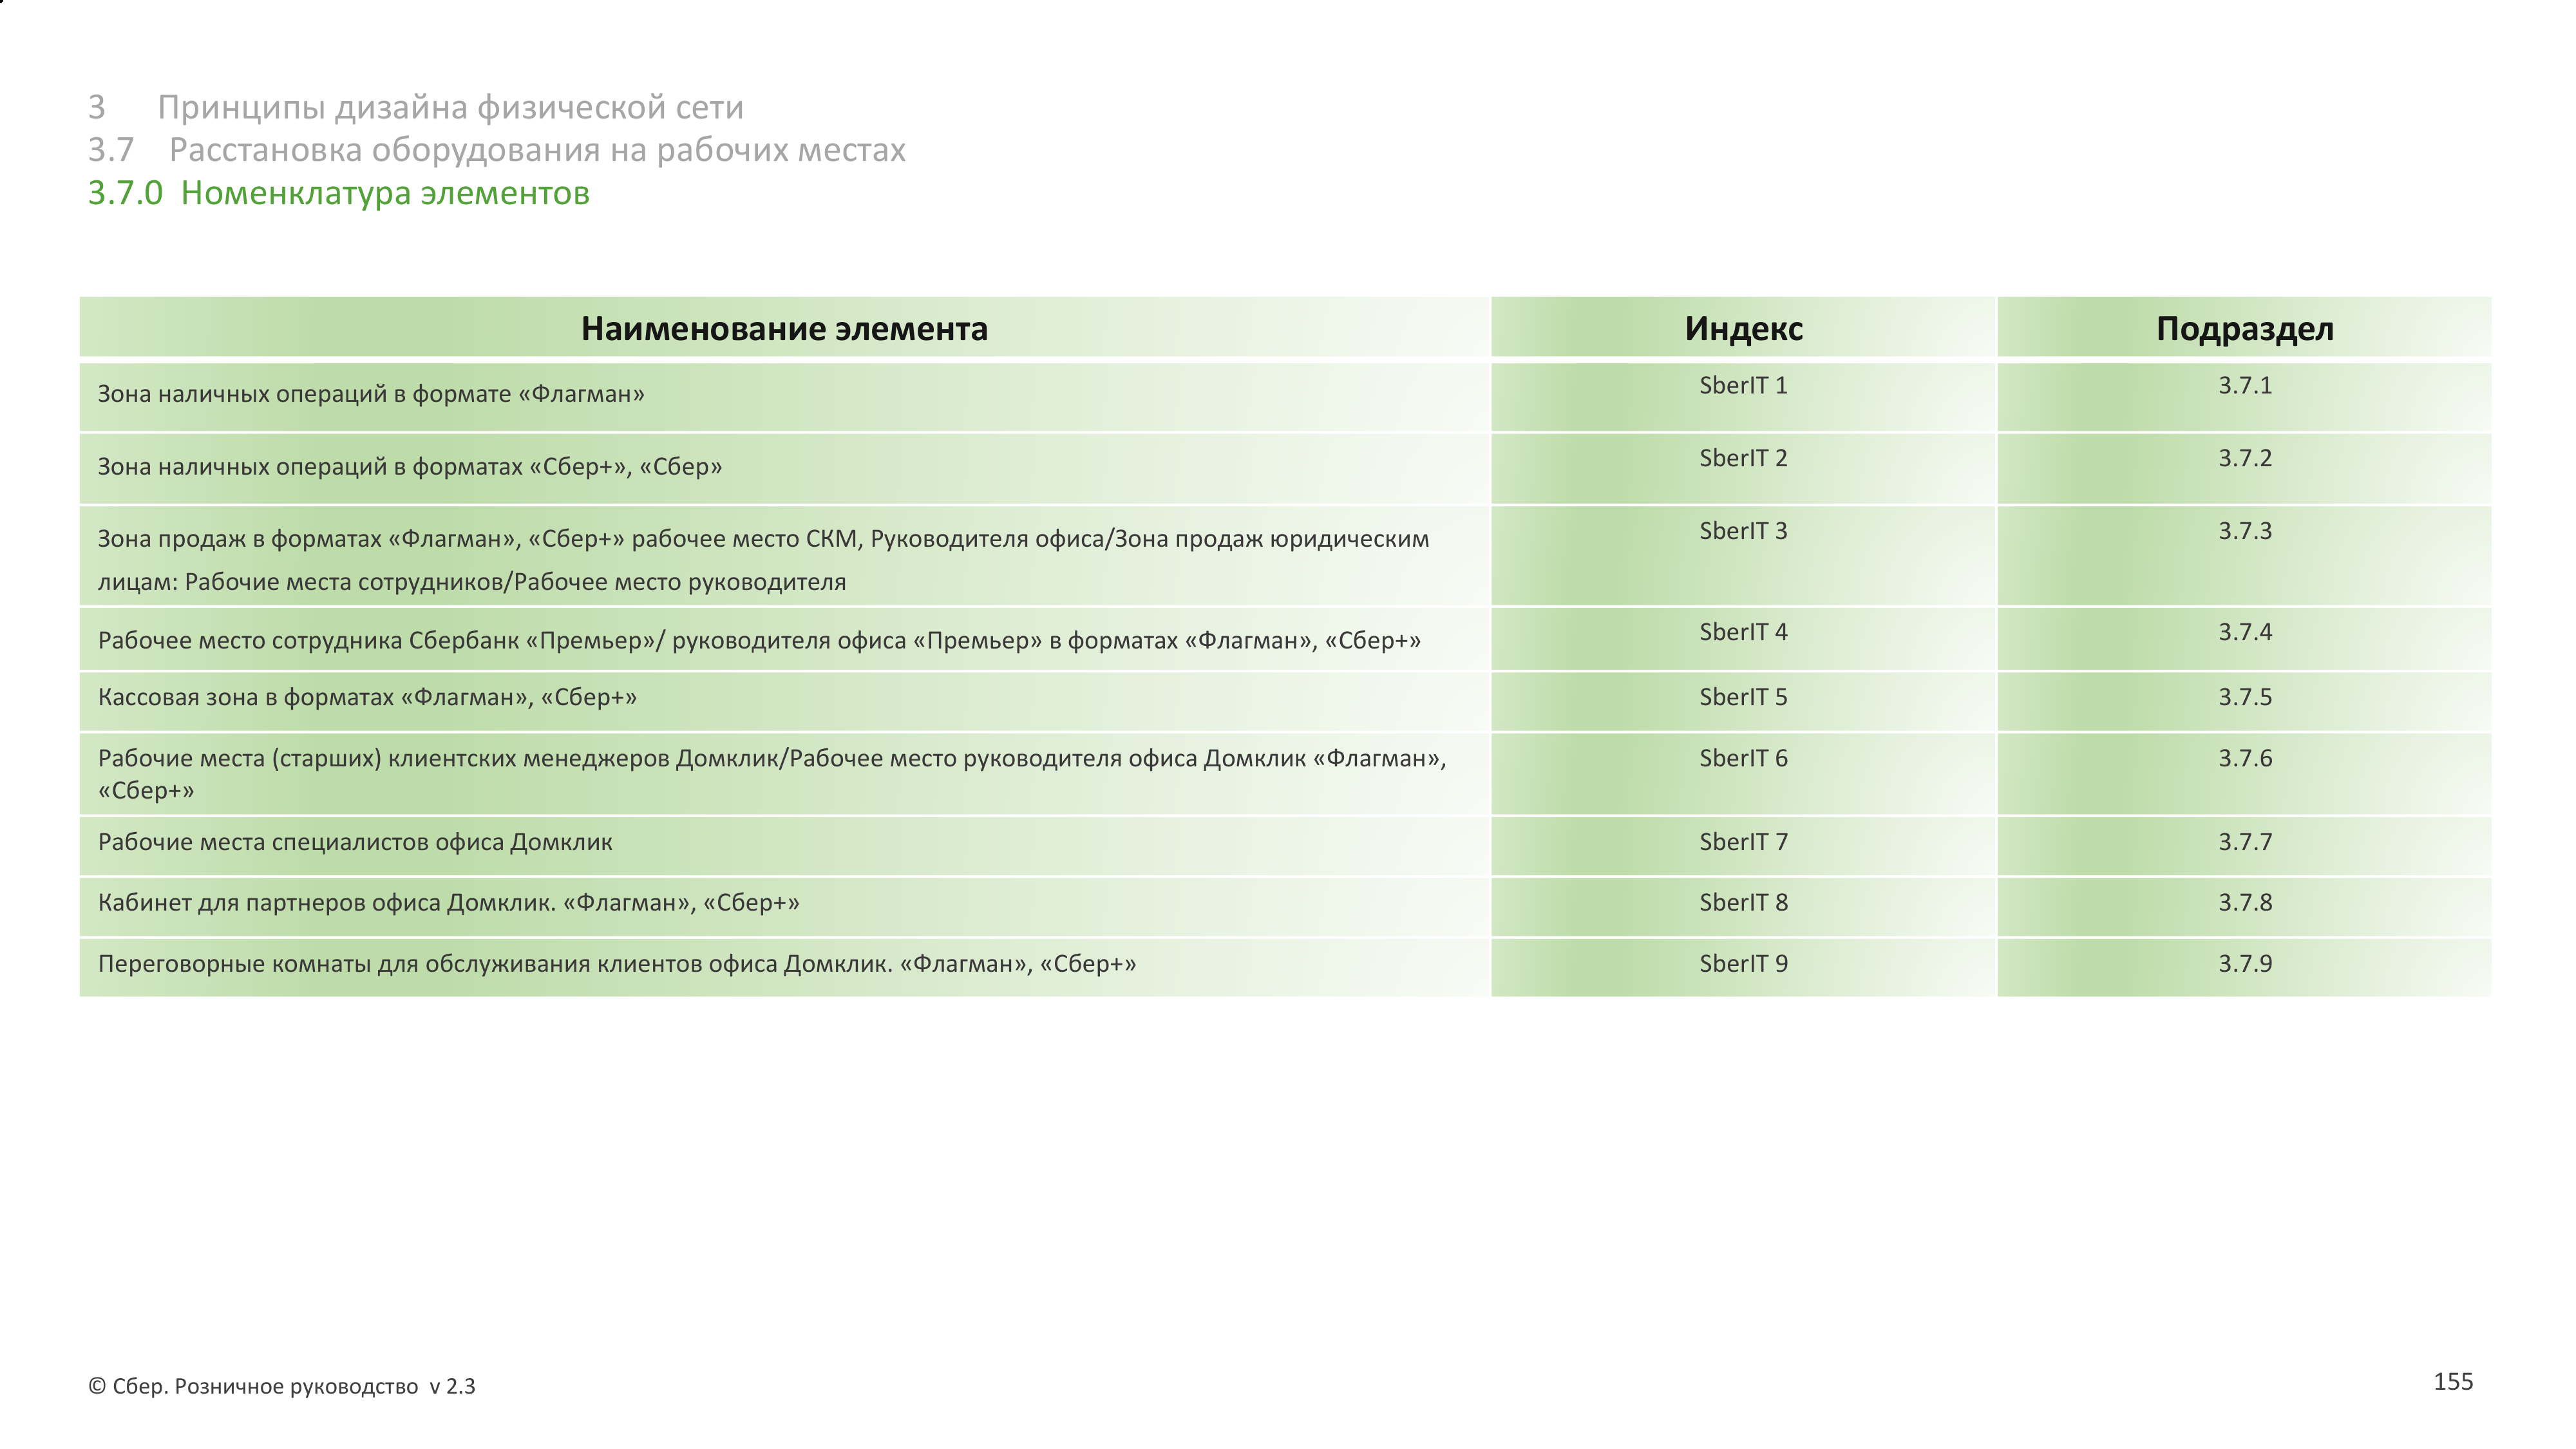 3 Принципы дизайна физической сети
3.7 Расстановка оборудования на рабочих местах
3.7.0 Номенклатура элементов
Наименование элемента Индекс Подраздел
Зона наличных операций в формате «Флагман» SberIT 1 3.7.1
Зона наличных операций в форматах «Сбер+», «Сбер» SberIT 2 3.7.2
Зона продаж в форматах «Флагман», «Сбер+» рабочее место СКМ, Руководителя офиса/Зона продаж юридическим SberIT 3 3.7.3
лицам: Рабочие места сотрудников/Рабочее место руководителя
Рабочее место сотрудника Сбербанк «Премьер»/ руководителя офиса «Премьер» в форматах «Флагман», «Сбер+» SberIT 4 3.7.4
Кассовая зона в форматах «Флагман», «Сбер+» SberIT 5 3.7.5
Рабочие места (старших) клиентских менеджеров Домклик/Рабочее место руководителя офиса Домклик «Флагман», SberIT 6 3.7.6
«Сбер+»
Рабочие места специалистов офиса Домклик SberIT 7 3.7.7
Кабинет для партнеров офиса Домклик. «Флагман», «Сбер+» SberIT 8 3.7.8
Переговорные комнаты для обслуживания клиентов офиса Домклик. «Флагман», «Сбер+» SberIT 9 3.7.9
© Сбер. Розничное руководство v 2.3 155